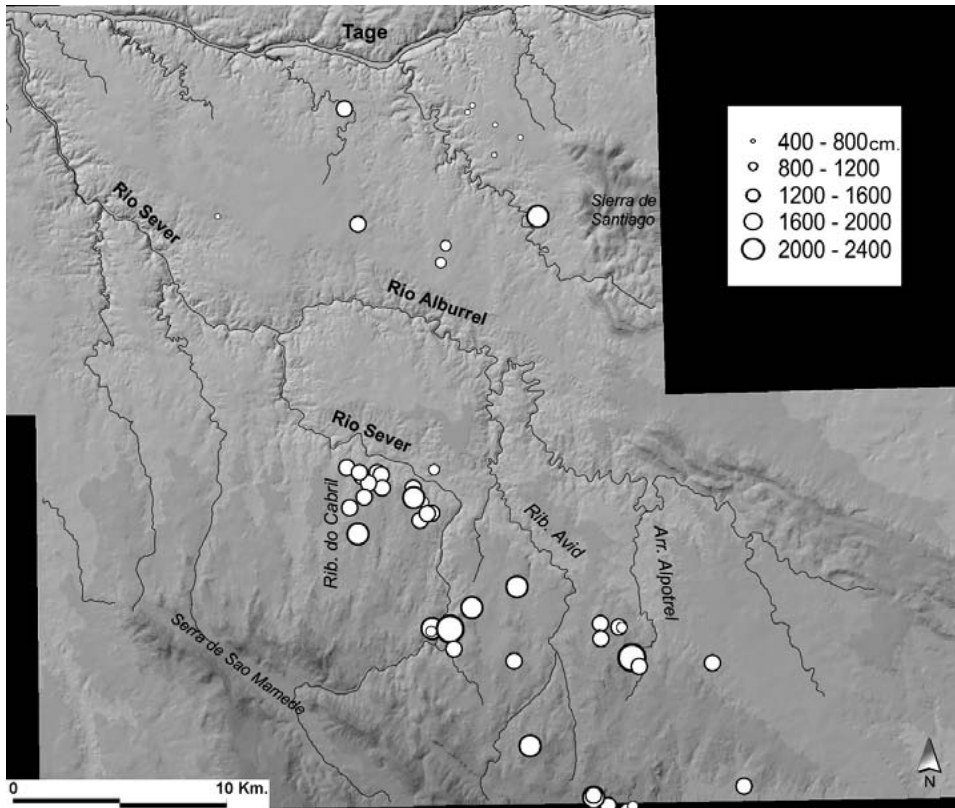 Tage
400 - 800cm.
800 - 1200
1200 - 1600
1600 - 2000
2000 - 2400
Rio Sever
Sierra de
Santiago
Rio Alburrel
Rio Sever
Rib. do Cabril
Rib. Avid
Arr. Alpotrel
Serra de Sao Mamede
0 10 Km.
N